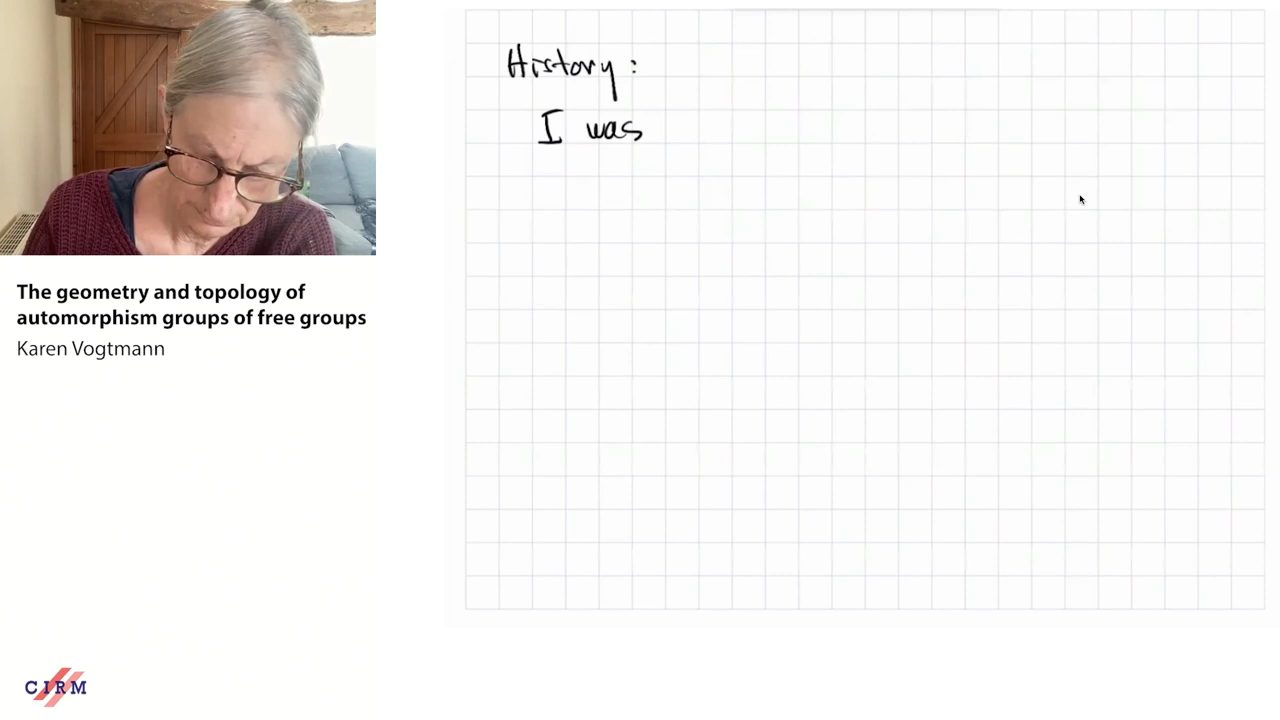 History:
I was
The geometry and topology of
automorphism groups of free groups
Karen Vogtmann
CIRM